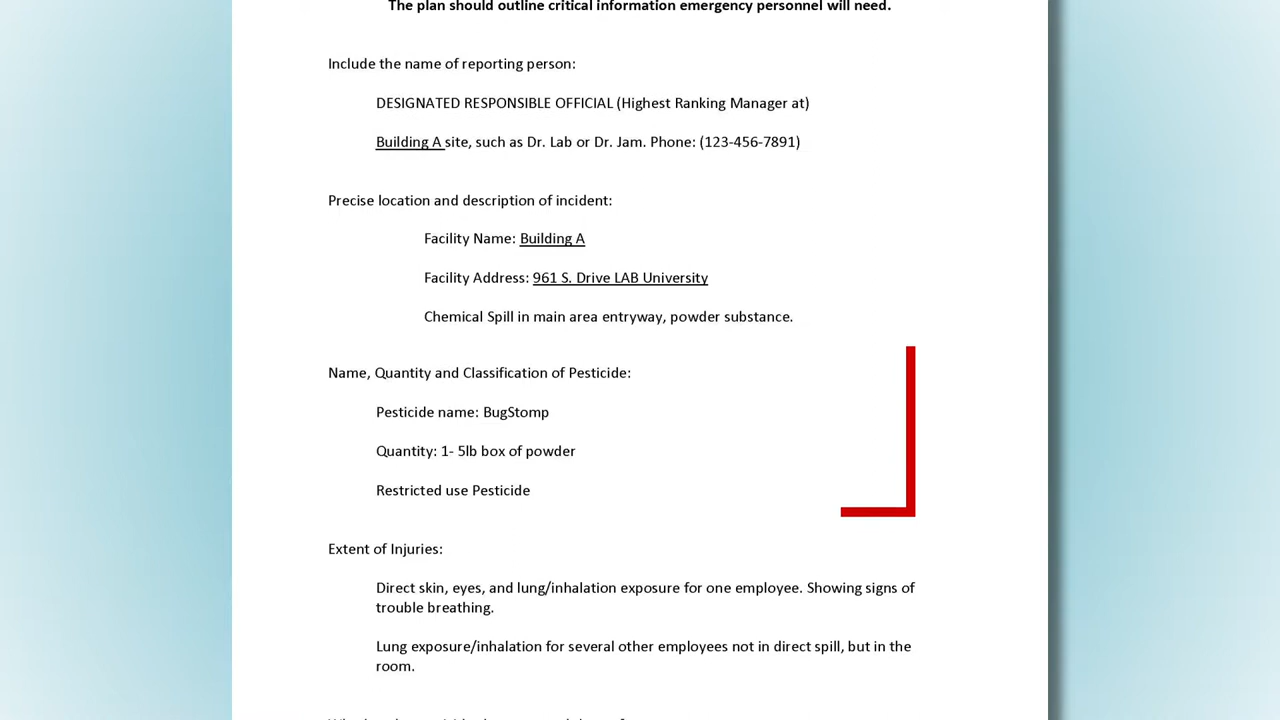 The plan should outline critical information emergency personnel will need.
Include the name of reporting person:
DESIGNATED RESPONSIBLE OFFICIAL (Highest Ranking Manager at)
Building A site, such as Dr. Lab or Dr. Jam. Phone: (123-456-7891)
Precise location and description of incident:
Facility Name: Building A
Facility Address: 961 S. Drive LAB University
Chemical Spill in main area entryway, powder substance.
Name, Quantity and Classification of Pesticide:
Pesticide name: BugStomp
Quantity: 1- 5lb box of powder
Restricted use Pesticide
Extent of Injuries:
Direct skin, eyes, and lung/inhalation exposure for one employee. Showing signs of
trouble breathing.
Lung exposure/inhalation for several other employees not in direct spill, but in the
room.